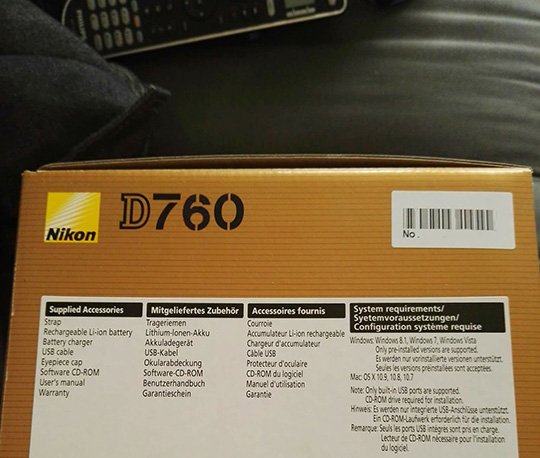 Nikon
D760
No.
Supplied Accessories
Strap
Rechargeable Li-ion battery
Battery charger
USB cable
Eyepiece cap
Software CD-ROM
User's manual
Warranty
Mitgeliefertes Zubehör
Trageriemen
Lithium-Ionen-Akku
Akkuladegerät
USB-Kabel
Okularabdeckung
Software-CD-ROM
Benutzerhandbuch
Garantieschein
Accessoires fournis
Courroie
Accumulateur Li-ion rechargeable
Chargeur d'accumulateur
Câble USB
Protecteur d'oculaire
CD-ROM du logiciel
Manuel d'utilisation
Garantie
System requirements/
Syetemvoraussetzungen/
Configuration système requise
Windows: Windows 8.1, Windows 7, Windows Vista
Only pre-installed versions are supported.
Es werden nur vorinstallierte versionen unterstützt.
Seules les versions préinstallées sont acceptées.
Mac: OS X 10.9, 10.8, 10.7
Note: Only built-in USB ports are supported.
CD-ROM drive required for installation.
Hinweis: Es werden nur integrierte USB-Anschlüsse unterstützt.
Ein CD-ROM-Laufwerk erforderlich für die installation.
Remarque: Seuls les ports USB intégrés sont pris en charge.
Lecteur de CD-ROM nécessaire pour l'installation
du logiciel.